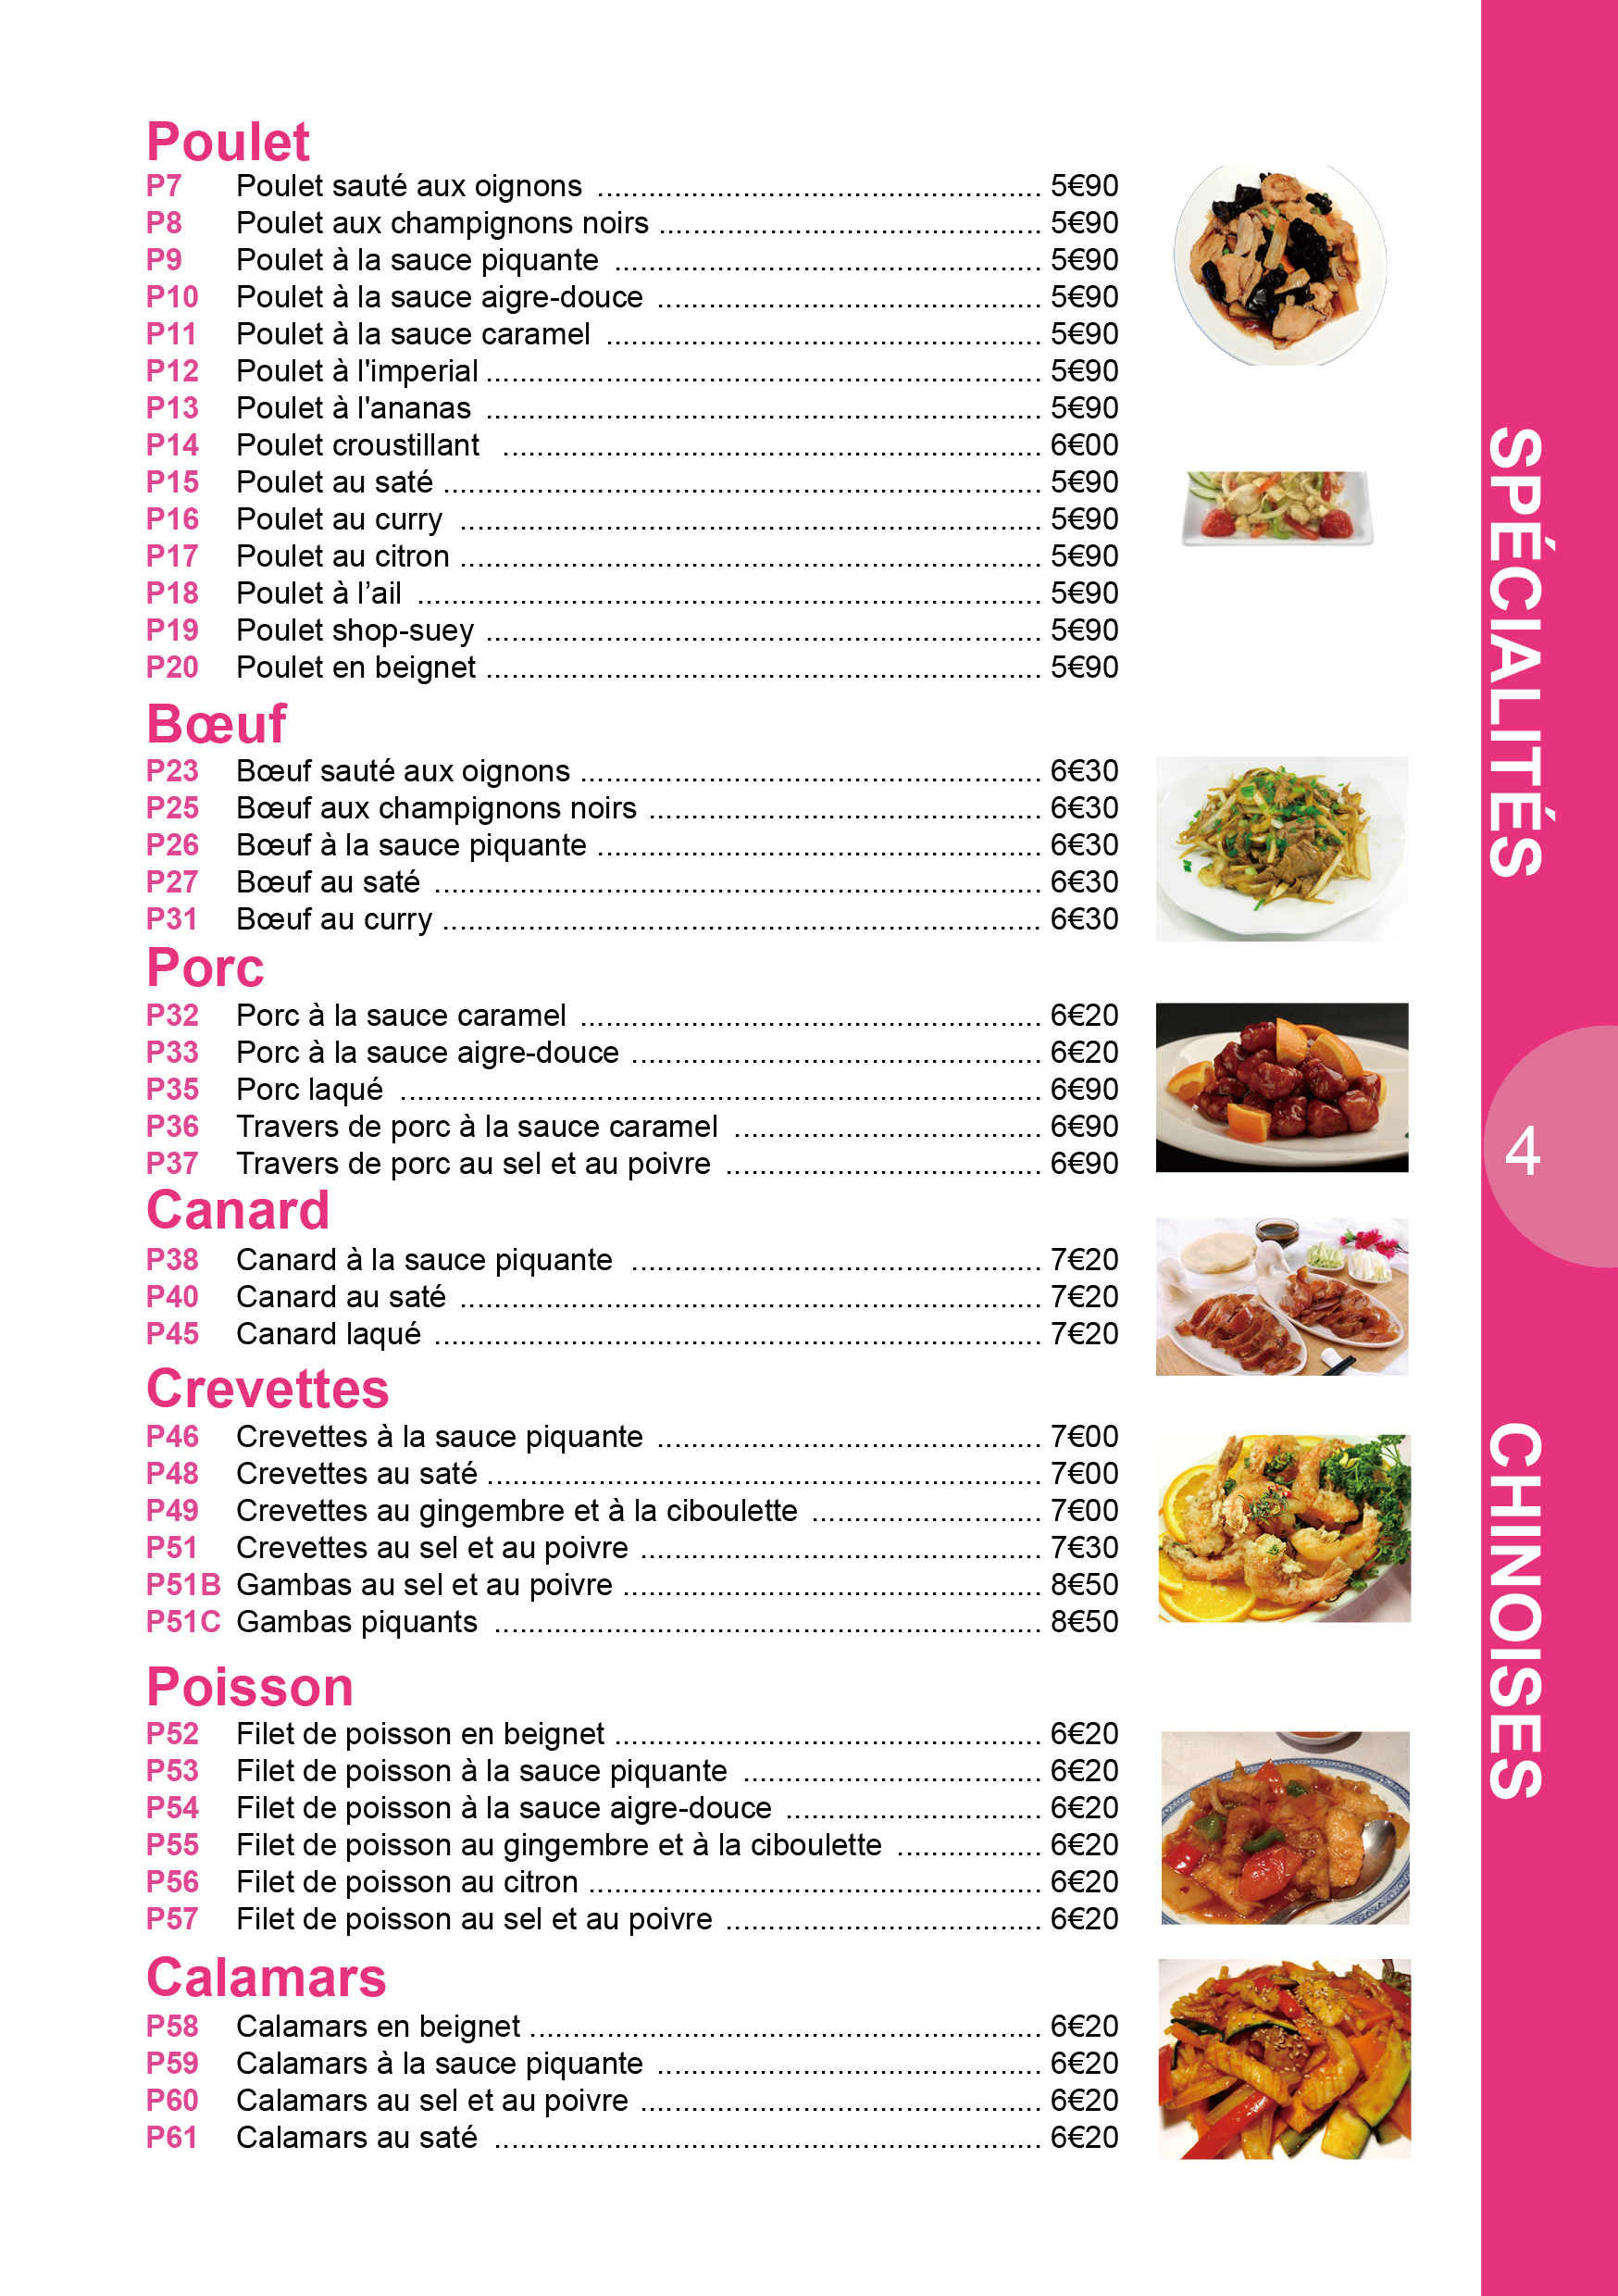 Poulet
P7 Poulet sauté aux oignons ................................................... 5€90
P8 Poulet aux champignons noirs ............................................ 5€90
P9 Poulet à la sauce piquante ................................................. 5€90
P10 Poulet à la sauce aigre-douce ............................................ 5€90
P11 Poulet à la sauce caramel .................................................. 5€90
P12 Poulet à l'imperial ................................................................ 5€90
P13 Poulet à l'ananas ................................................................ 5€90
P14 Poulet croustillant .............................................................. 6€00
P15 Poulet au saté ..................................................................... 5€90
P16 Poulet au curry ................................................................... 5€90
P17 Poulet au citron ................................................................... 5€90
P18 Poulet à l’ail ........................................................................ 5€90
P19 Poulet shop-suey ................................................................ 5€90
P20 Poulet en beignet ................................................................ 5€90
Bœuf
P23 Bœuf sauté aux oignons ..................................................... 6€30
P25 Bœuf aux champignons noirs ............................................. 6€30
P26 Bœuf à la sauce piquante ................................................... 6€30
P27 Bœuf au saté ...................................................................... 6€30
P31 Bœuf au curry ..................................................................... 6€30
Porc
P32 Porc à la sauce caramel ..................................................... 6€20
P33 Porc à la sauce aigre-douce ............................................... 6€20
P35 Porc laqué .......................................................................... 6€90
P36 Travers de porc à la sauce caramel ................................... 6€90
P37 Travers de porc au sel et au poivre .................................... 6€90
Canard
P38 Canard à la sauce piquante ............................................... 7€20
P40 Canard au saté ................................................................... 7€20
P45 Canard laqué ...................................................................... 7€20
Crevettes
P46 Crevettes à la sauce piquante ............................................ 7€00
P48 Crevettes au saté ................................................................ 7€00
P49 Crevettes au gingembre et à la ciboulette .......................... 7€00
P51 Crevettes au sel et au poivre .............................................. 7€30
P51B Gambas au sel et au poivre ................................................ 8€50
P51C Gambas piquants ............................................................... 8€50
Poisson
P52 Filet de poisson en beignet ................................................. 6€20
P53 Filet de poisson à la sauce piquante .................................. 6€20
P54 Filet de poisson à la sauce aigre-douce ............................. 6€20
P55 Filet de poisson au gingembre et à la ciboulette ................ 6€20
P56 Filet de poisson au citron .................................................... 6€20
P57 Filet de poisson au sel et au poivre .................................... 6€20
Calamars
P58 Calamars en beignet ........................................................... 6€20
P59 Calamars à la sauce piquante ............................................ 6€20
P60 Calamars au sel et au poivre .............................................. 6€20
P61 Calamars au saté ............................................................... 6€20
SPÉCIALITÉS
4
CHINOISES